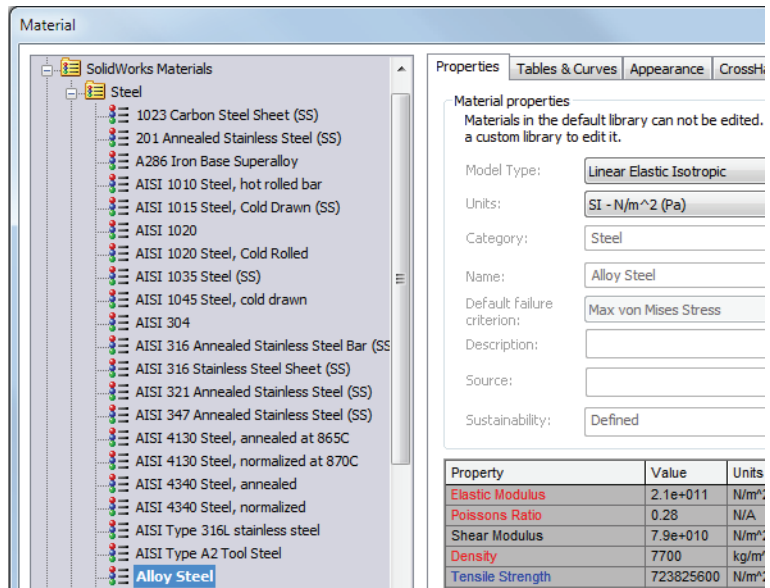 Material
SolidWorks Materials
Steel
1023 Carbon Steel Sheet (SS)
201 Annealed Stainless Steel (SS)
A286 Iron Base Superalloy
AISI 1010 Steel, hot rolled bar
AISI 1015 Steel, Cold Drawn (SS)
AISI 1020
AISI 1020 Steel, Cold Rolled
AISI 1035 Steel (SS)
AISI 1045 Steel, cold drawn
AISI 304
AISI 316 Annealed Stainless Steel Bar (SS
AISI 316 Stainless Steel Sheet (SS)
AISI 321 Annealed Stainless Steel (SS)
AISI 347 Annealed Stainless Steel (SS)
AISI 4130 Steel, annealed at 865C
AISI 4130 Steel, normalized at 870C
AISI 4340 Steel, annealed
AISI 4340 Steel, normalized
AISI Type 316L stainless steel
AISI Type A2 Tool Steel
Alloy Steel
Properties Tables & Curves Appearance CrossHa
Material properties
Materials in the default library can not be edited.
a custom library to edit it.
Model Type: Linear Elastic Isotropic
Units: SI - N/m^2 (Pa)
Category: Steel
Name: Alloy Steel
Default failure
criterion: Max von Mises Stress
Description:
Source:
Sustainability: Defined
Property Value Units
Elastic Modulus 2.1e+011 N/m^2
Poissons Ratio 0.28 N/A
Shear Modulus 7.9e+010 N/m^2
Density 7700 kg/m^
Tensile Strength 723825600 N/m^2